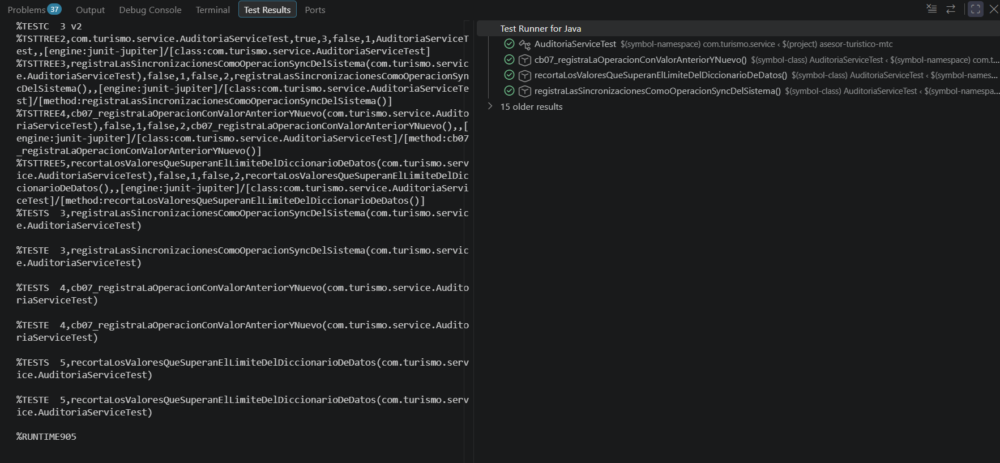 Problems 37 Output Debug Console Terminal Test Results Ports
%TESTC  3 v2
%TSTTREE2,com.turismo.service.AuditoriaServiceTest,true,3,false,1,AuditoriaServiceT
est,,[engine:junit-jupiter]/[class:com.turismo.service.AuditoriaServiceTest]
%TSTTREE3,registraLasSincronizacionesComoOperacionSyncDelSistema(com.turismo.servic
e.AuditoriaServiceTest),false,1,false,2,registraLasSincronizacionesComoOperacionSyn
cDelSistema(),,[engine:junit-jupiter]/[class:com.turismo.service.AuditoriaServiceTe
st]/[method:registraLasSincronizacionesComoOperacionSyncDelSistema()]
%TSTTREE4,cb07_registraLaOperacionConValorAnteriorYNuevo(com.turismo.service.Audito
riaServiceTest),false,1,false,2,cb07_registraLaOperacionConValorAnteriorYNuevo(),,[
engine:junit-jupiter]/[class:com.turismo.service.AuditoriaServiceTest]/[method:cb07
_registraLaOperacionConValorAnteriorYNuevo()]
%TSTTREE5,recortaLosValoresQueSuperanElLimiteDelDiccionarioDeDatos(com.turismo.serv
ice.AuditoriaServiceTest),false,1,false,2,recortaLosValoresQueSuperanElLimiteDelDic
cionarioDeDatos(),,[engine:junit-jupiter]/[class:com.turismo.service.AuditoriaServi
ceTest]/[method:recortaLosValoresQueSuperanElLimiteDelDiccionarioDeDatos()]
%TESTS  3,registraLasSincronizacionesComoOperacionSyncDelSistema(com.turismo.servic
e.AuditoriaServiceTest)
%TESTE  3,registraLasSincronizacionesComoOperacionSyncDelSistema(com.turismo.servic
e.AuditoriaServiceTest)
%TESTS  4,cb07_registraLaOperacionConValorAnteriorYNuevo(com.turismo.service.Audito
riaServiceTest)
%TESTE  4,cb07_registraLaOperacionConValorAnteriorYNuevo(com.turismo.service.Audito
riaServiceTest)
%TESTS  5,recortaLosValoresQueSuperanElLimiteDelDiccionarioDeDatos(com.turismo.serv
ice.AuditoriaServiceTest)
%TESTE  5,recortaLosValoresQueSuperanElLimiteDelDiccionarioDeDatos(com.turismo.serv
ice.AuditoriaServiceTest)
%RUNTIME905
Test Runner for Java
AuditoriaServiceTest $(symbol-namespace) com.turismo.service ‹ $(project) asesor-turistico-mtc
cb07_registraLaOperacionConValorAnteriorYNuevo() $(symbol-class) AuditoriaServiceTest ‹ $(symbol-namespace) com.t...
recortaLosValoresQueSuperanElLimiteDelDiccionarioDeDatos() $(symbol-class) AuditoriaServiceTest ‹ $(symbol-names...
registraLasSincronizacionesComoOperacionSyncDelSistema() $(symbol-class) AuditoriaServiceTest ‹ $(symbol-namespa...
15 older results